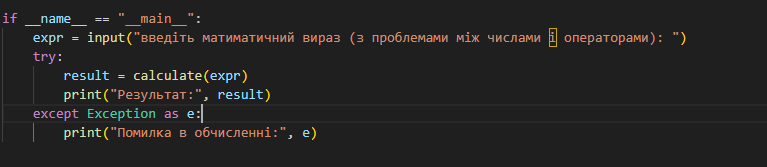 if __name__ == "__main__":
    expr = input("введіть матиматичний вираз (з проблемами між числами і операторами): ")
    try:
        result = calculate(expr)
        print("Результат:", result)
    except Exception as e:
        print("Помилка в обчисленні:", e)